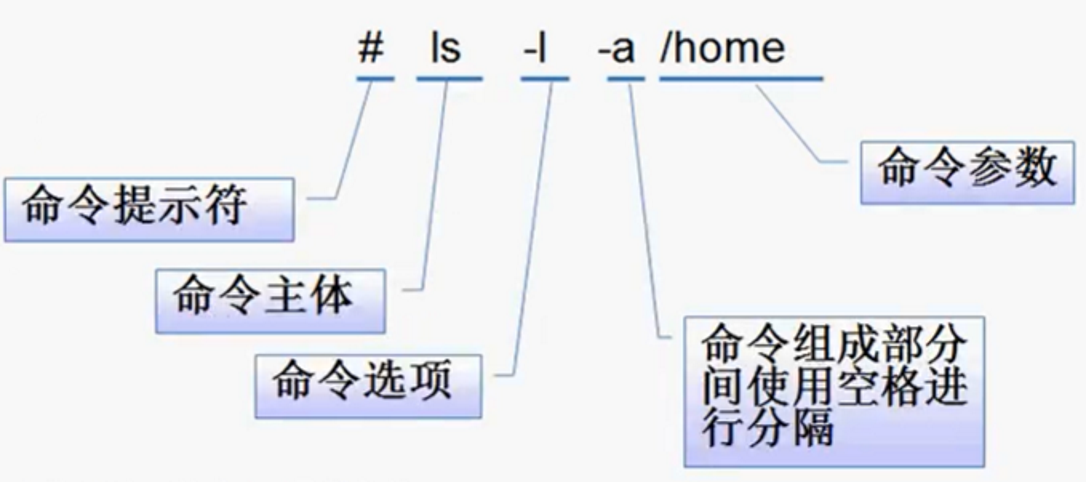 # ls -l -a /home
命令参数
命令提示符
命令主体
命令选项
命令组成部分
间使用空格进
行分隔